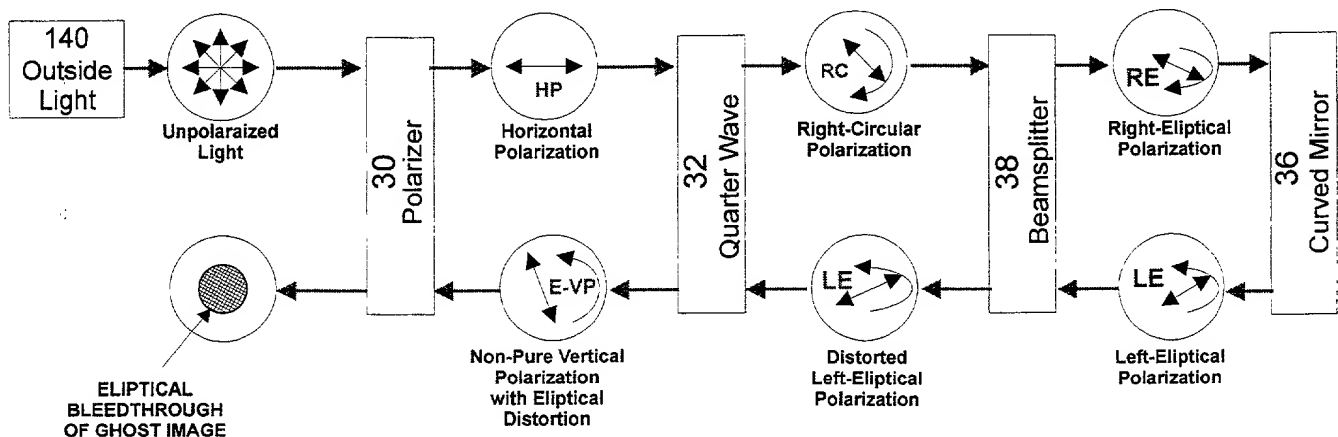 140
Outside
Light
Unpolaraized
Light
30
Polarizer
HP
Horizontal
Polarization
32
Quarter Wave
RC
Right-Circular
Polarization
38
Beamsplitter
RE
Right-Eliptical
Polarization
36
Curved Mirror
ELIPTICAL
BLEEDTHROUGH
OF GHOST IMAGE
E-VP
Non-Pure Vertical
Polarization
with Eliptical
Distortion
LE
Distorted
Left-Eliptical
Polarization
LE
Left-Eliptical
Polarization